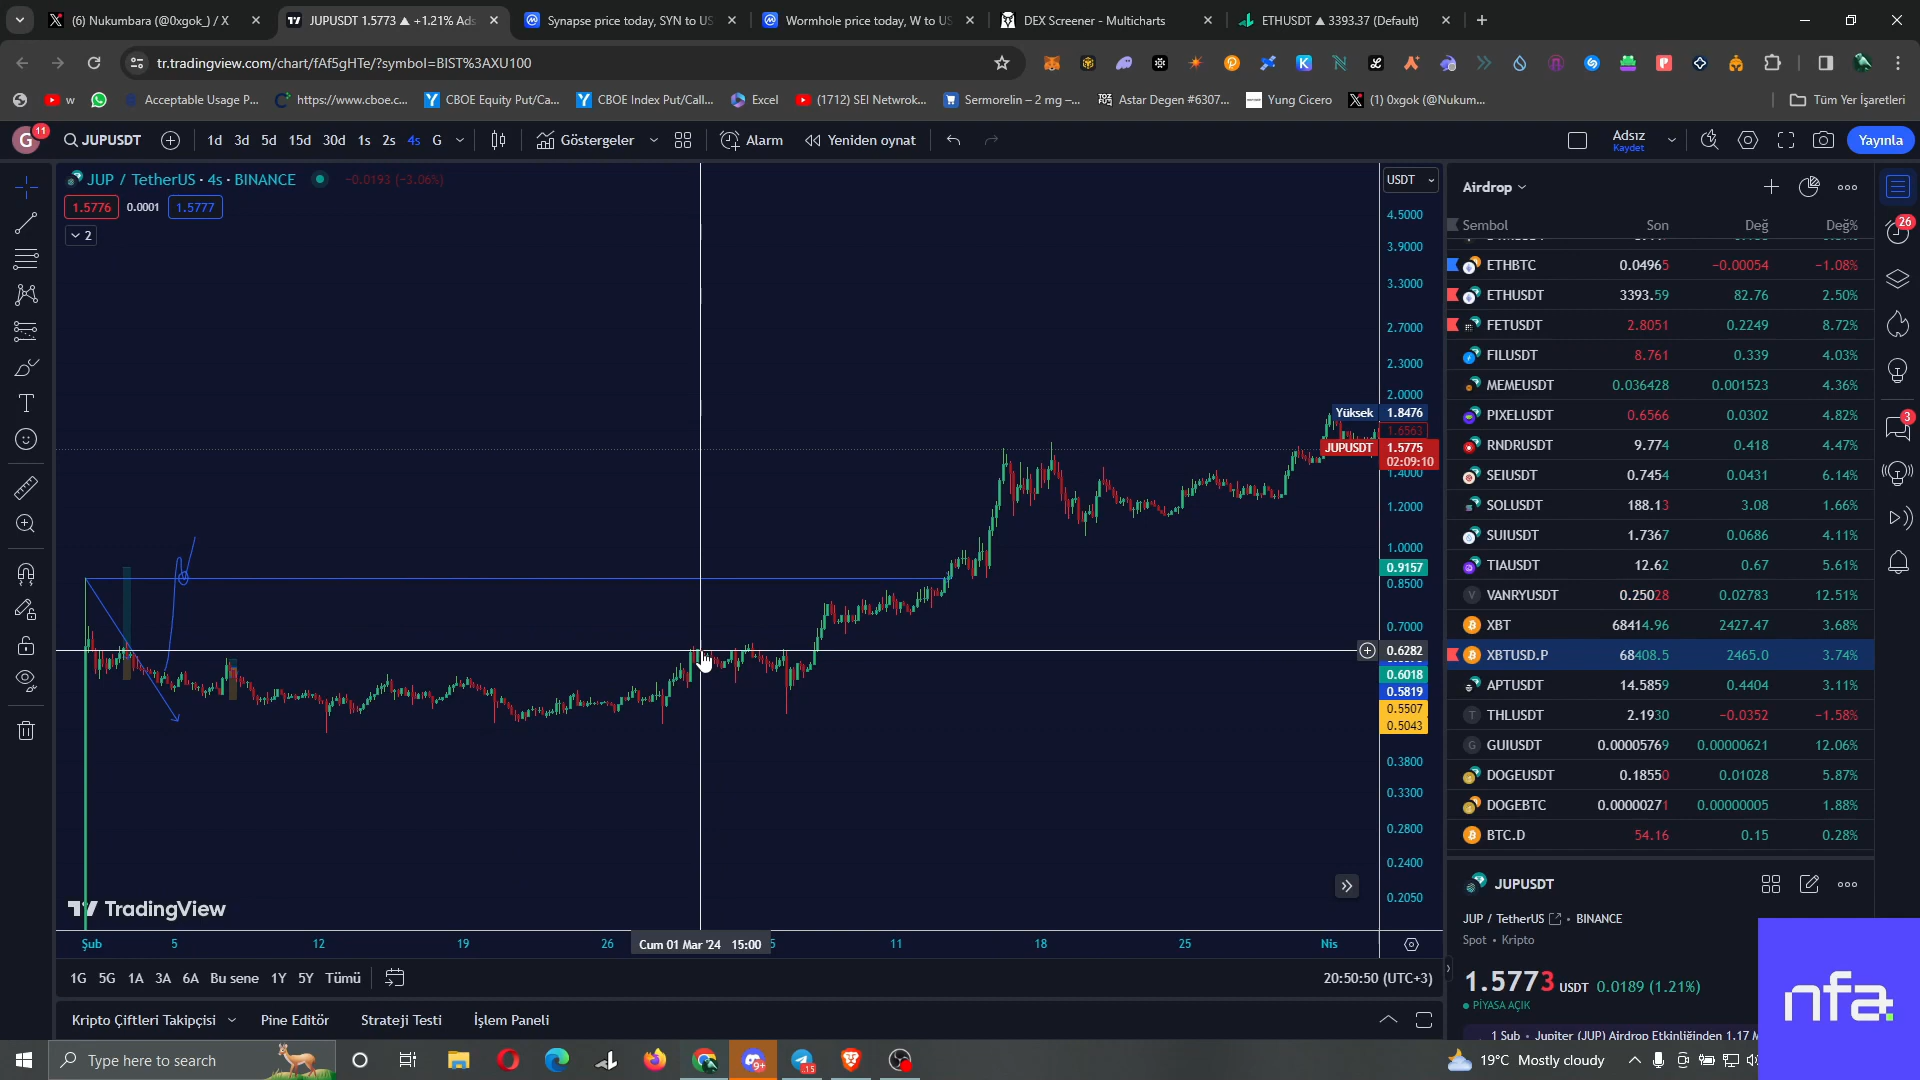 (6) Nukumbara (@0xgok_) / X
JUPUSDT 1.5773 ▲ +1.21% Ads
Synapse price today, SYN to US
Wormhole price today, W to US
DEX Screener - Multicharts
ETHUSDT ▲ 3393.37 (Default)
tr.tradingview.com/chart/fAf5gHTe/?symbol=BIST%3AXU100
w
Acceptable Usage P...
https://www.cboe.c...
CBOE Equity Put/Ca...
CBOE Index Put/Call...
Excel
(1712) SEI Netwrok...
Sermorelin – 2 mg –...
Astar Degen #6307...
Yung Cicero
(1) 0xgok (@Nukum...
Tüm Yer İşaretleri
G 11
JUPUSDT
1d 3d 5d 15d 30d 1s 2s 4s G
Göstergeler
Alarm
Yeniden oynat
Adsız
Kaydet
Yayınla
JUP / TetherUS · 4s · BINANCE
−0.0193 (−3.06%)
1.5776 0.0001 1.5777
2
USDT
4.5000
3.9000
3.3000
2.7000
2.3000
2.0000
Yüksek 1.8476
1.6563
JUPUSDT 1.5775
02:09:10
1.4000
1.2000
1.0000
0.9157
0.8500
0.7000
0.6282
0.6018
0.5819
0.5507
0.5043
0.3800
0.3300
0.2800
0.2400
0.2050
TradingView
Şub 5 12 19 26 Cum 01 Mar '24 15:00 5 11 18 25 Nis
1G 5G 1A 3A 6A Bu sene 1Y 5Y Tümü
20:50:50 (UTC+3)
Kripto Çiftleri Takipçisi
Pine Editör
Strateji Testi
İşlem Paneli
Airdrop
Sembol Son Değ Değ%
ETHBTC 0.04965 −0.00054 −1.08%
ETHUSDT 3393.59 82.76 2.50%
FETUSDT 2.8051 0.2249 8.72%
FILUSDT 8.761 0.339 4.03%
MEMEUSDT 0.036428 0.001523 4.36%
PIXELUSDT 0.6566 0.0302 4.82%
RNDRUSDT 9.774 0.418 4.47%
SEIUSDT 0.7454 0.0431 6.14%
SOLUSDT 188.13 3.08 1.66%
SUIUSDT 1.7367 0.0686 4.11%
TIAUSDT 12.62 0.67 5.61%
VANRYUSDT 0.25028 0.02783 12.51%
XBT 68414.96 2427.47 3.68%
XBTUSD.P 68408.5 2465.0 3.74%
APTUSDT 14.5859 0.4404 3.11%
THLUSDT 2.1930 −0.0352 −1.58%
GUIUSDT 0.00005769 0.00000621 12.06%
DOGEUSDT 0.18550 0.01028 5.87%
DOGEBTC 0.00000271 0.00000005 1.88%
BTC.D 54.16 0.15 0.28%
26
3
JUPUSDT
JUP / TetherUS • BINANCE
Spot • Kripto
1.5773 USDT 0.0189 (1.21%)
PİYASA AÇIK
1 Şub · Jupiter (JUP) Airdrop Etkinliğinden 1.17 M
nfa.
Type here to search
9+
.15
19°C Mostly cloudy